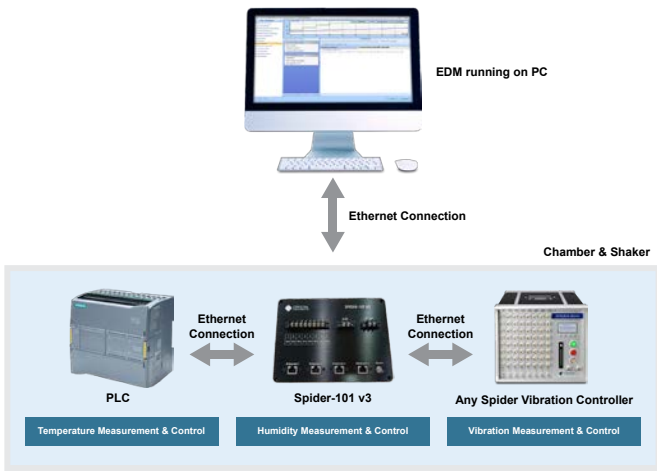 EDM running on PC
Ethernet Connection
Chamber & Shaker
Ethernet
Connection
Ethernet
Connection
PLC
Spider-101 v3
Any Spider Vibration Controller
Temperature Measurement & Control
Humidity Measurement & Control
Vibration Measurement & Control